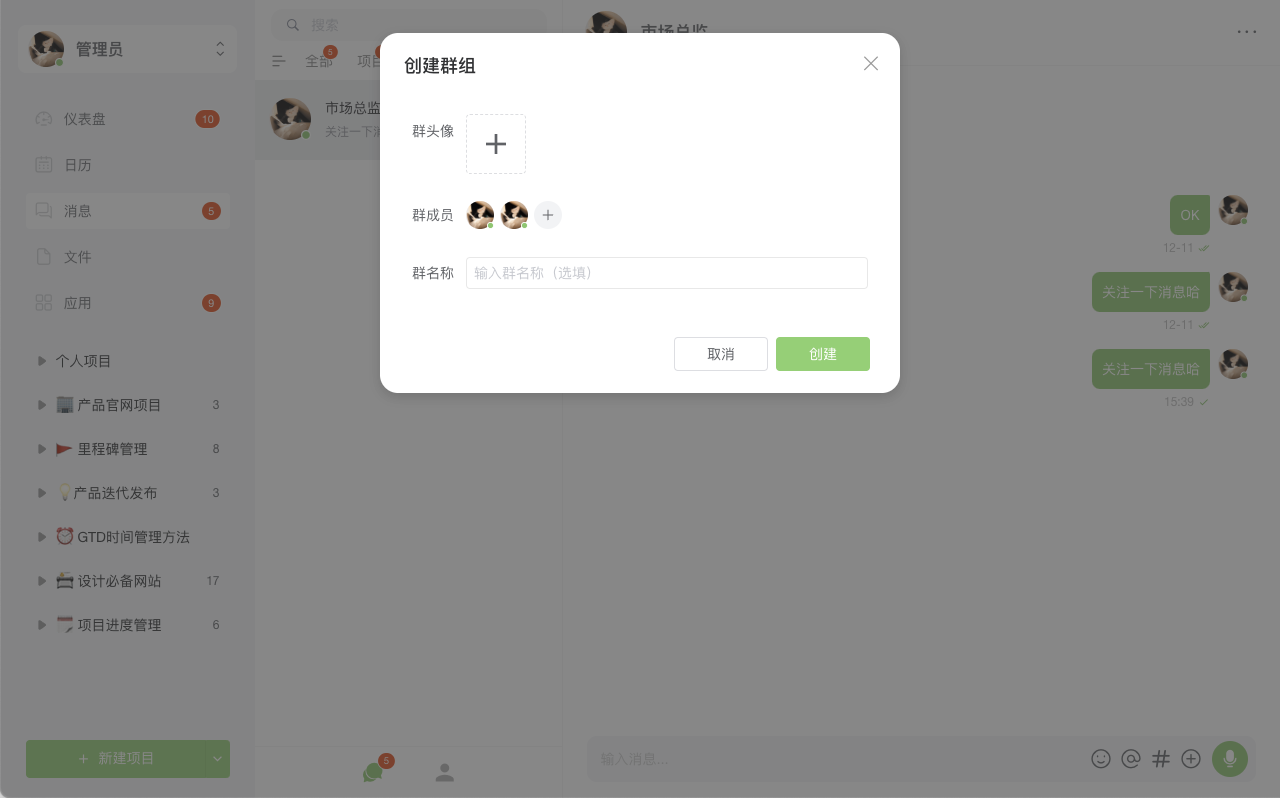 管理员
仪表盘 10
日历
消息 5
文件
应用 9
个人项目
产品官网项目 3
里程碑管理 8
产品迭代发布 3
GTD时间管理方法
设计必备网站 17
项目进度管理 6
+ 新建项目
搜索
全部 5
项目
市场总监
关注一下消
5
市场总监
OK
12-11
关注一下消息哈
12-11
关注一下消息哈
15:39
输入消息...
创建群组
群头像
群成员
群名称 输入群名称（选填）
取消 创建